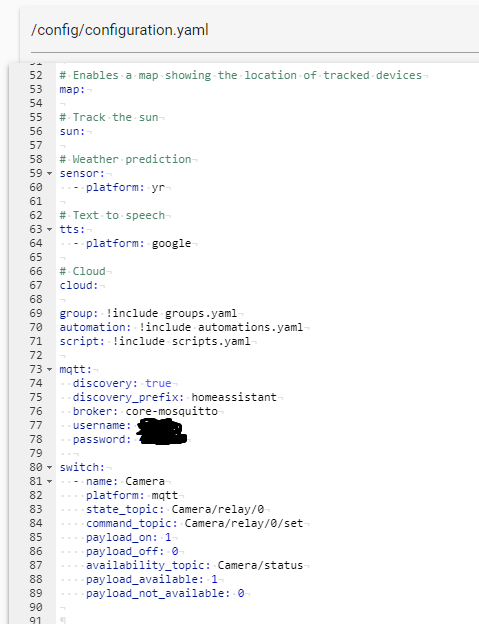 /config/configuration.yaml
51
52 # Enables a map showing the location of tracked devices
53 map:
54
55 # Track the sun
56 sun:
57
58 # Weather prediction
59 sensor:
60   - platform: yr
61
62 # Text to speech
63 tts:
64   - platform: google
65
66 # Cloud
67 cloud:
68
69 group: !include groups.yaml
70 automation: !include automations.yaml
71 script: !include scripts.yaml
72
73 mqtt:
74   discovery: true
75   discovery_prefix: homeassistant
76   broker: core-mosquitto
77   username:
78   password:
79
80 switch:
81   - name: Camera
82     platform: mqtt
83     state_topic: Camera/relay/0
84     command_topic: Camera/relay/0/set
85     payload_on: 1
86     payload_off: 0
87     availability_topic: Camera/status
88     payload_available: 1
89     payload_not_available: 0
90
91